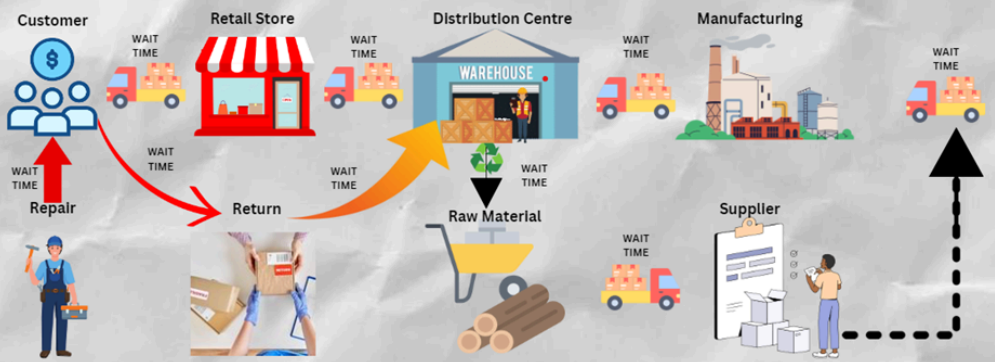 Customer
Retail Store
Distribution Centre
Manufacturing
WAIT
TIME
WAIT
TIME
WAIT
TIME
WAIT
TIME
WAREHOUSE
WAIT
TIME
WAIT
TIME
WAIT
TIME
WAIT
TIME
Repair
Return
Raw Material
Supplier
WAIT
TIME
$